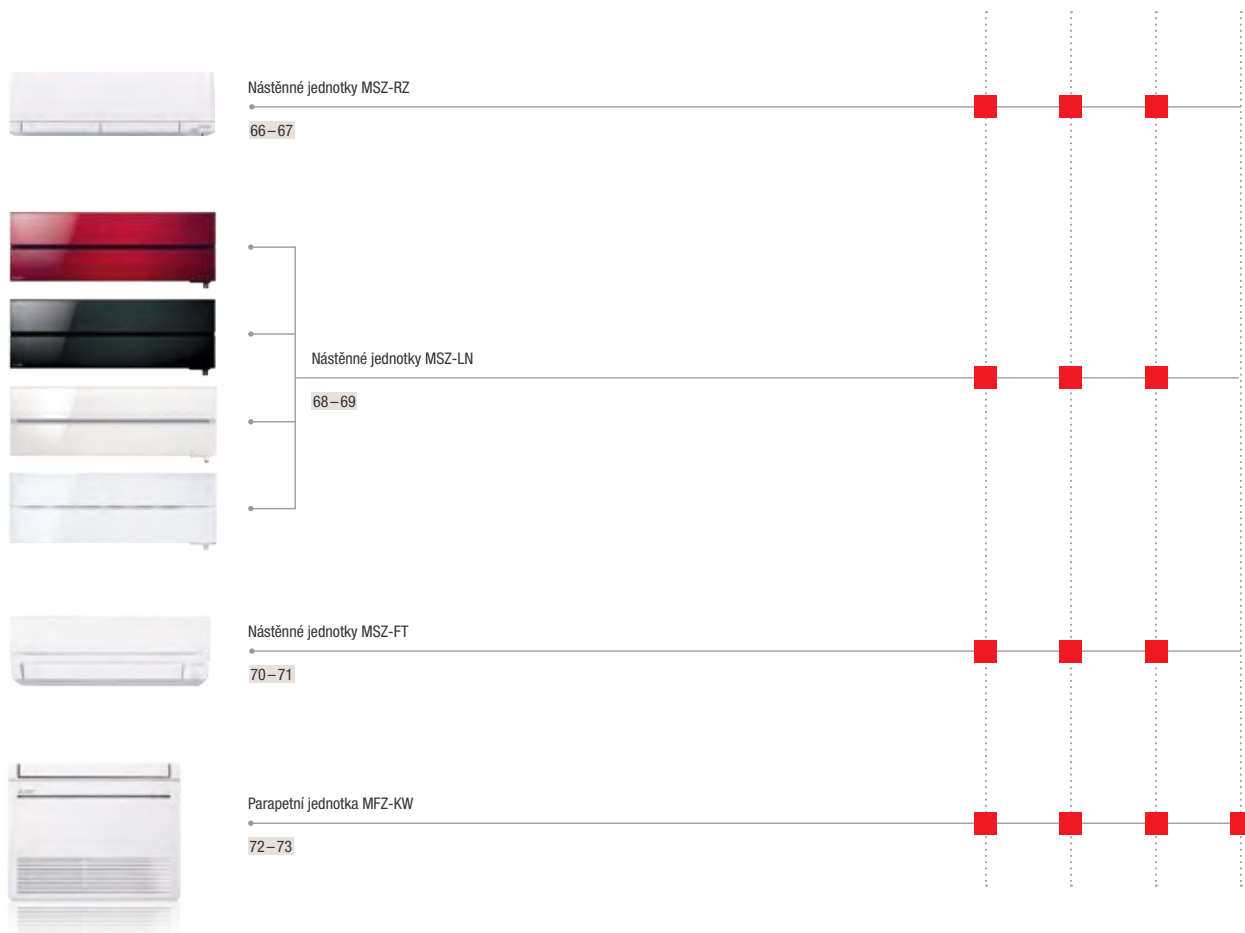 Nástěnné jednotky MSZ-RZ
66–67
Nástěnné jednotky MSZ-LN
68–69
Nástěnné jednotky MSZ-FT
70–71
Parapetní jednotka MFZ-KW
72–73